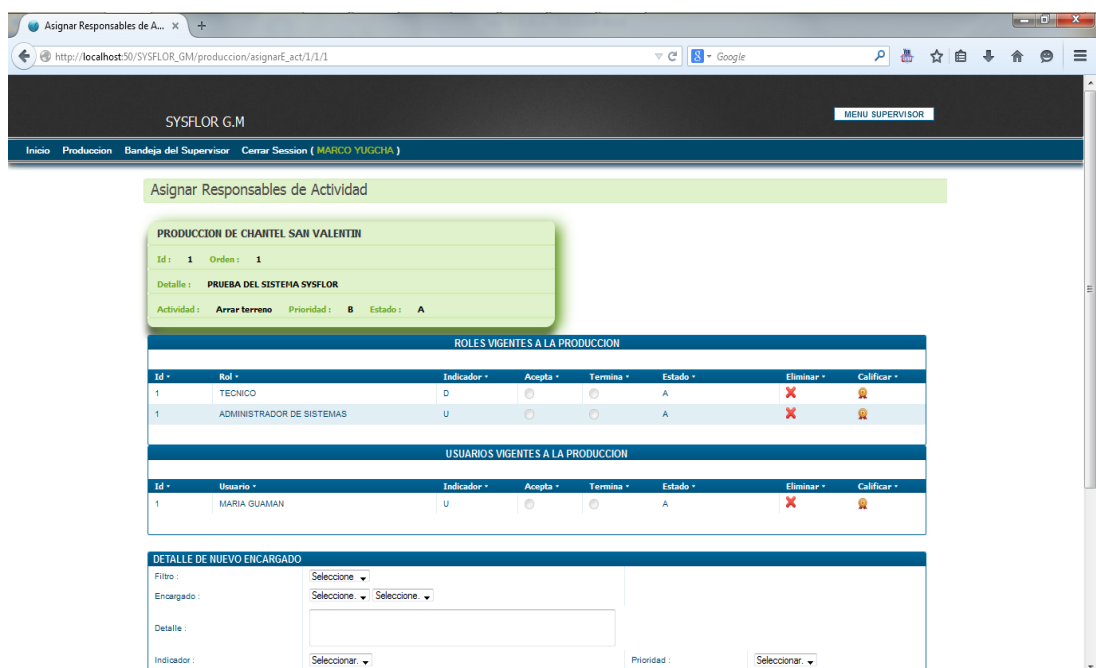 Asignar Responsables de A... × +
http://localhost:50/SYSFLOR_GM/produccion/asignarE_act/1/1/1
8 Google
SYSFLOR G.M
MENU SUPERVISOR
Inicio Produccion Bandeja del Supervisor Cerrar Session ( MARCO YUGCHA )
Asignar Responsables de Actividad
PRODUCCION DE CHANTEL SAN VALENTIN
Id : 1 Orden : 1
Detalle : PRUEBA DEL SISTEMA SYSFLOR
Actividad : Arrar terreno Prioridad : B Estado : A
ROLES VIGENTES A LA PRODUCCION
Id Rol Indicador Acepta Termina Estado Eliminar Calificar
1 TECNICO D A
1 ADMINISTRADOR DE SISTEMAS U A
USUARIOS VIGENTES A LA PRODUCCION
Id Usuario Indicador Acepta Termina Estado Eliminar Calificar
1 MARIA GUAMAN U A
DETALLE DE NUEVO ENCARGADO
Filtro : Seleccione
Encargado : Seleccione. Seleccione.
Detalle :
Indicador : Seleccionar. Prioridad : Seleccionar.